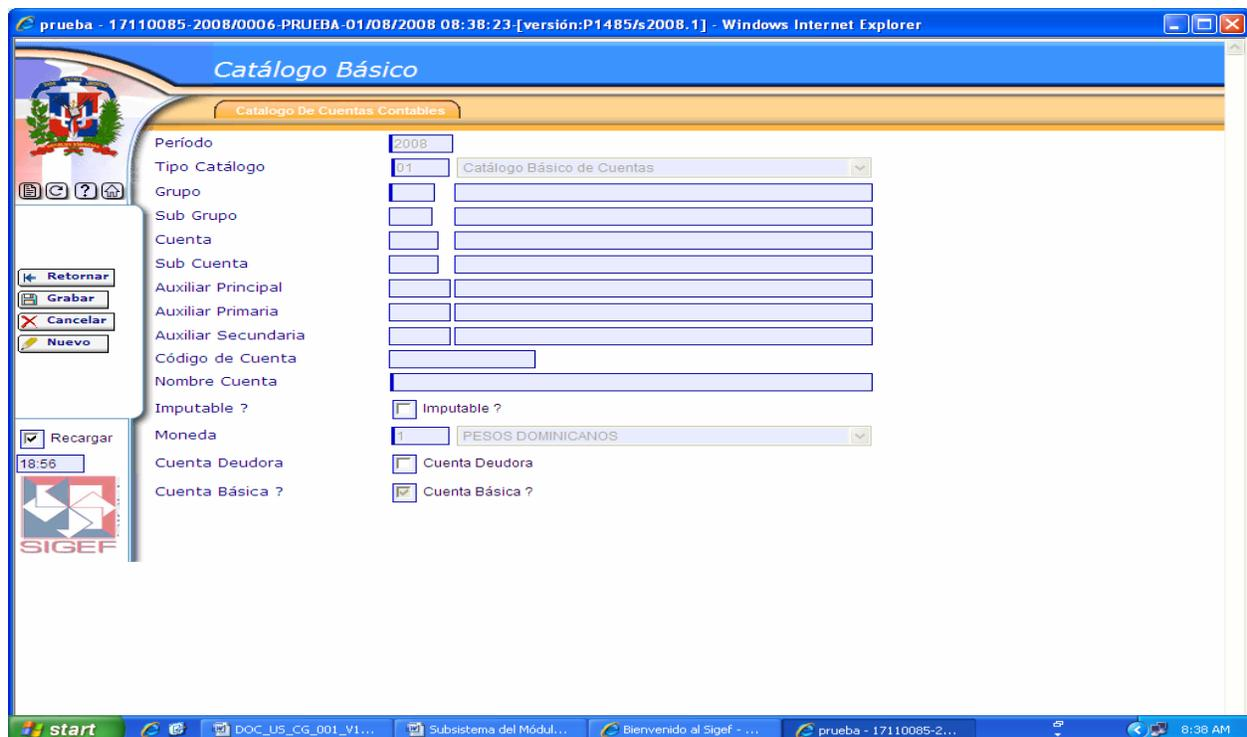 prueba - 17110085-2008/0006-PRUEBA-01/08/2008 08:38:23-[versión:P1485/s2008.1] - Windows Internet Explorer
Catálogo Básico
Catalogo De Cuentas Contables
Período 2008
Tipo Catálogo 01 Catálogo Básico de Cuentas
Grupo
Sub Grupo
Cuenta
Sub Cuenta
Auxiliar Principal
Auxiliar Primaria
Auxiliar Secundaria
Código de Cuenta
Nombre Cuenta
Imputable ? Imputable ?
Moneda 1 PESOS DOMINICANOS
Cuenta Deudora Cuenta Deudora
Cuenta Básica ? Cuenta Básica ?
Retornar
Grabar
Cancelar
Nuevo
Recargar
18:56
SIGEF
start DOC_US_CG_001_V1... Subsistema del Módul... Bienvenido al Sigef - ... prueba - 17110085-2... 8:38 AM